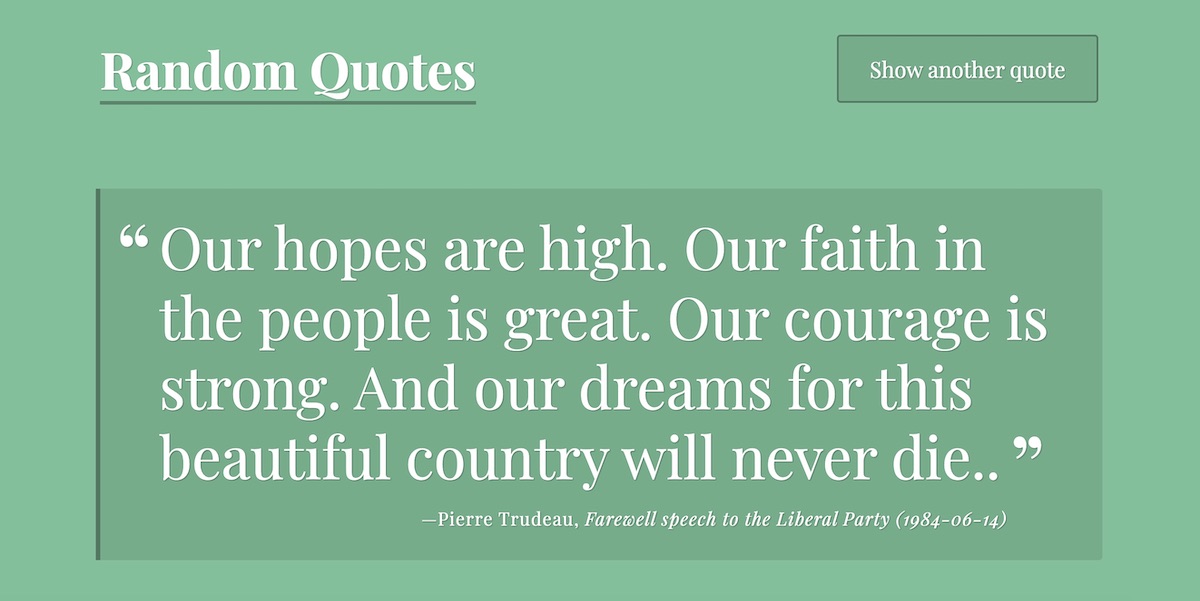 Random Quotes
Show another quote
“ Our hopes are high. Our faith in
the people is great. Our courage is
strong. And our dreams for this
beautiful country will never die.. ”
—Pierre Trudeau, Farewell speech to the Liberal Party (1984-06-14)